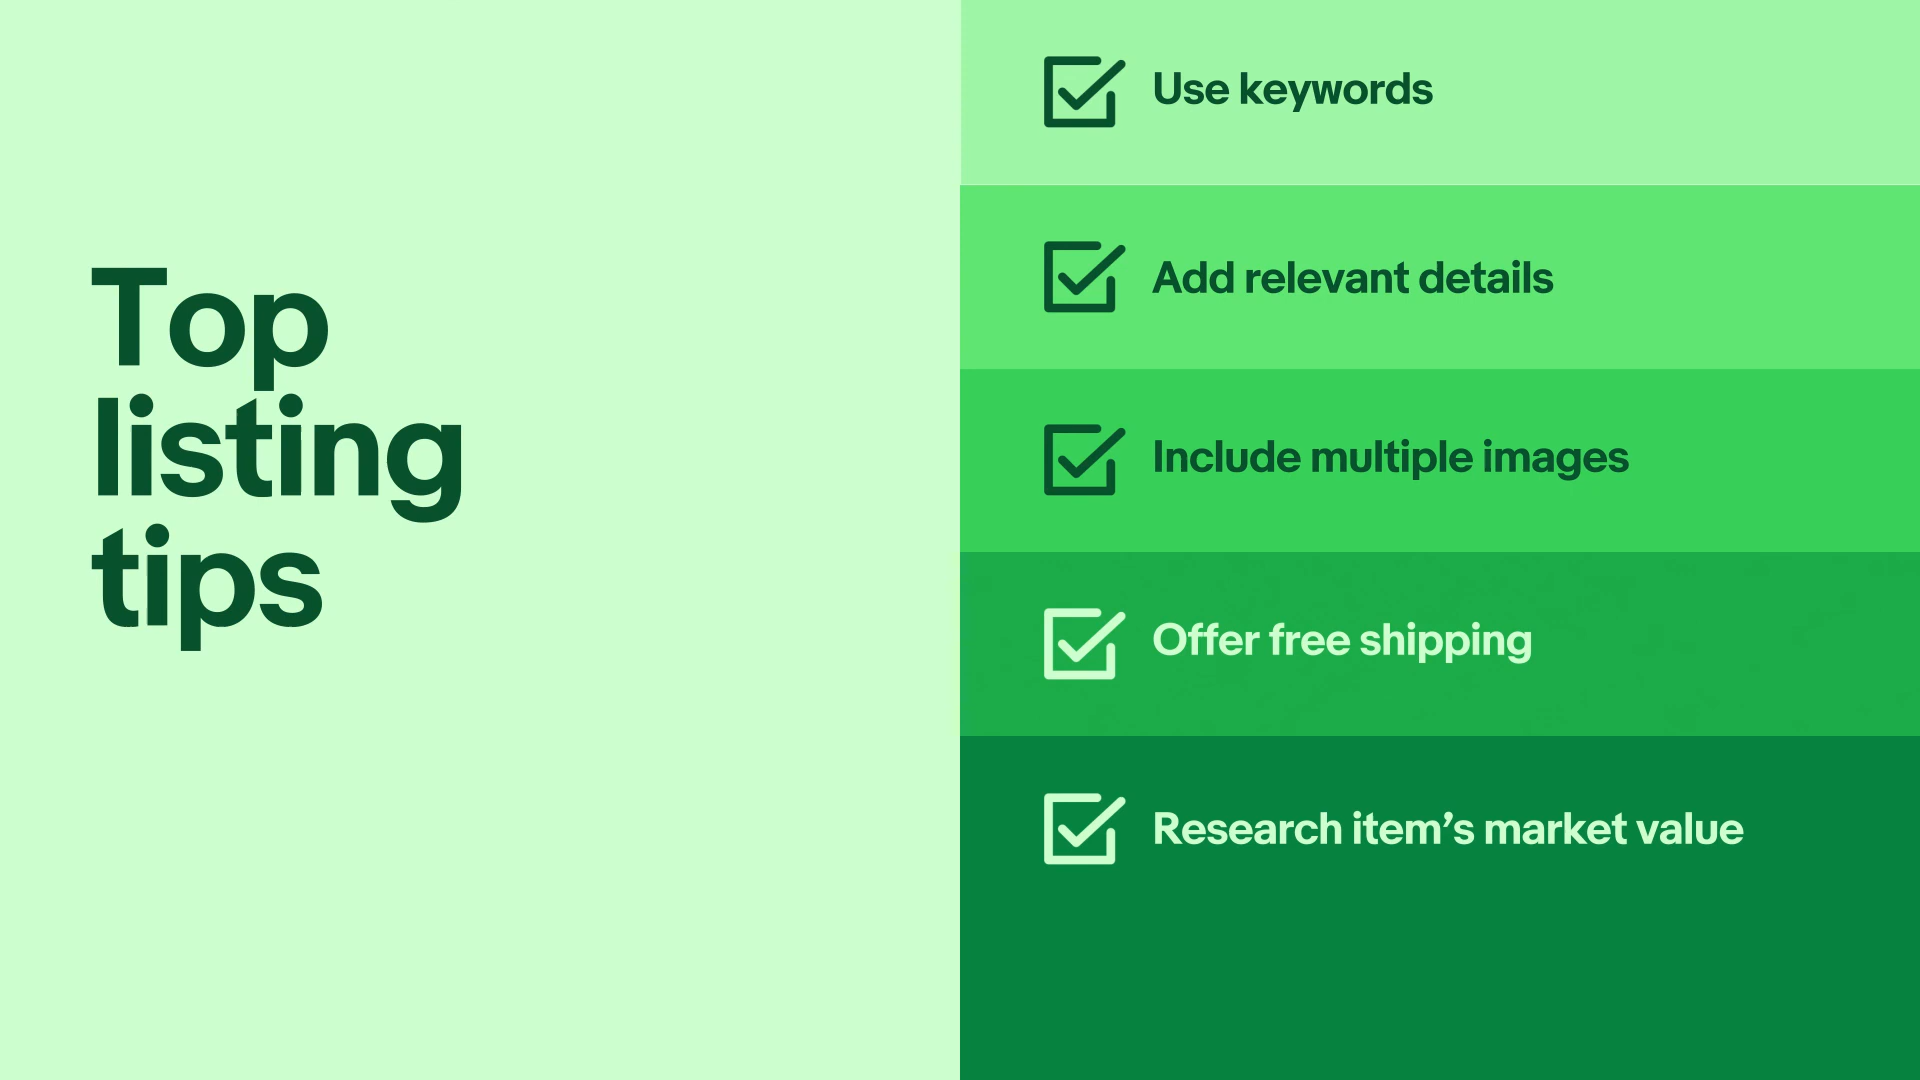 Top
listing
tips
Use keywords
Add relevant details
Include multiple images
Offer free shipping
Research item’s market value